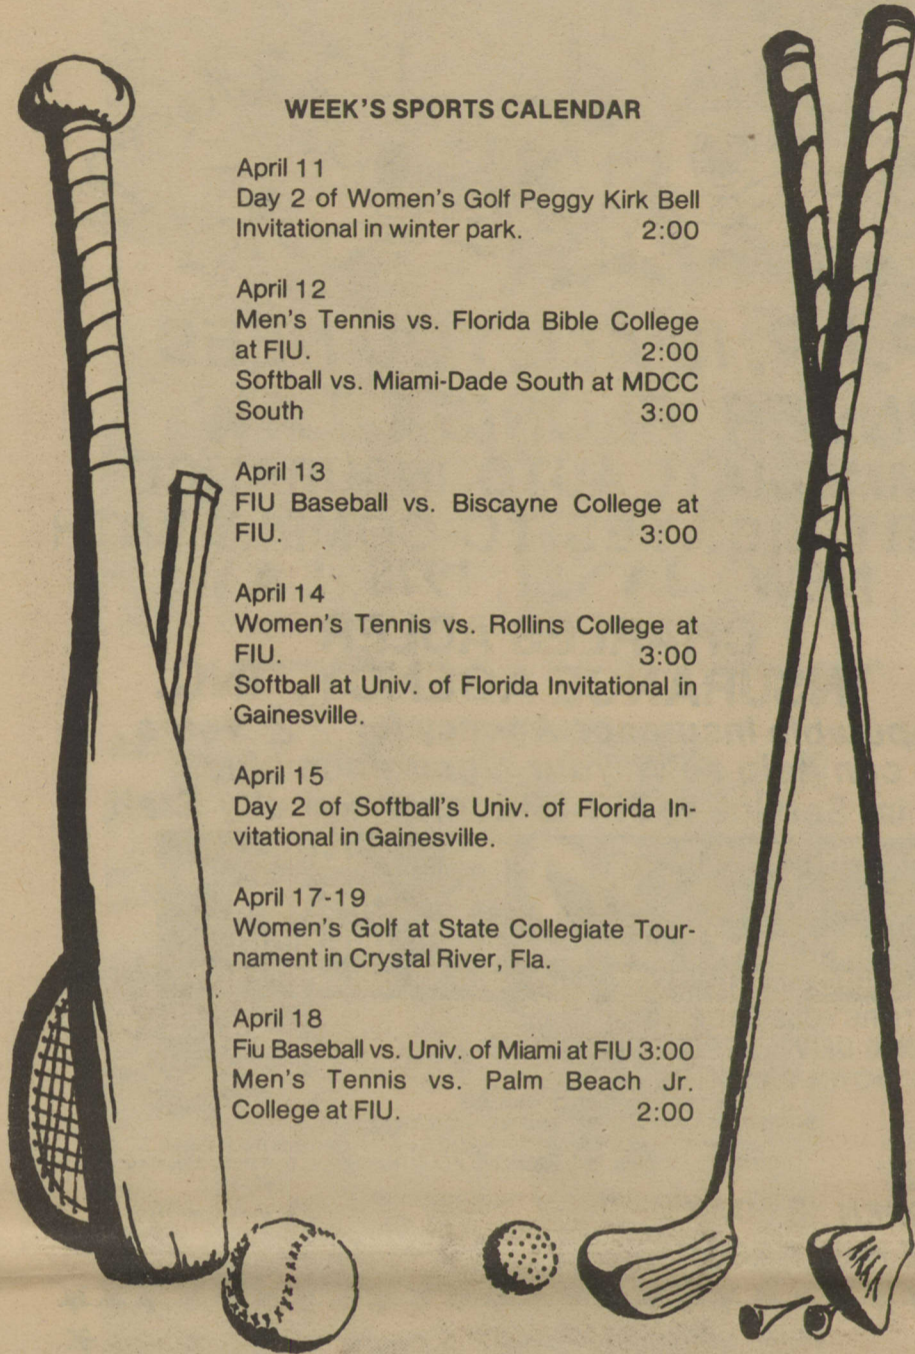 WEEK'S SPORTS CALENDAR
April 11
Day 2 of Women's Golf Peggy Kirk Bell
Invitational in winter park. 2:00
April 12
Men's Tennis vs. Florida Bible College
at FIU. 2:00
Softball vs. Miami-Dade South at MDCC
South 3:00
April 13
FIU Baseball vs. Biscayne College at
FIU. 3:00
April 14
Women's Tennis vs. Rollins College at
FIU. 3:00
Softball at Univ. of Florida Invitational in
Gainesville.
April 15
Day 2 of Softball's Univ. of Florida In-
vitational in Gainesville.
April 17-19
Women's Golf at State Collegiate Tour-
nament in Crystal River, Fla.
April 18
Fiu Baseball vs. Univ. of Miami at FIU 3:00
Men's Tennis vs. Palm Beach Jr.
College at FIU. 2:00